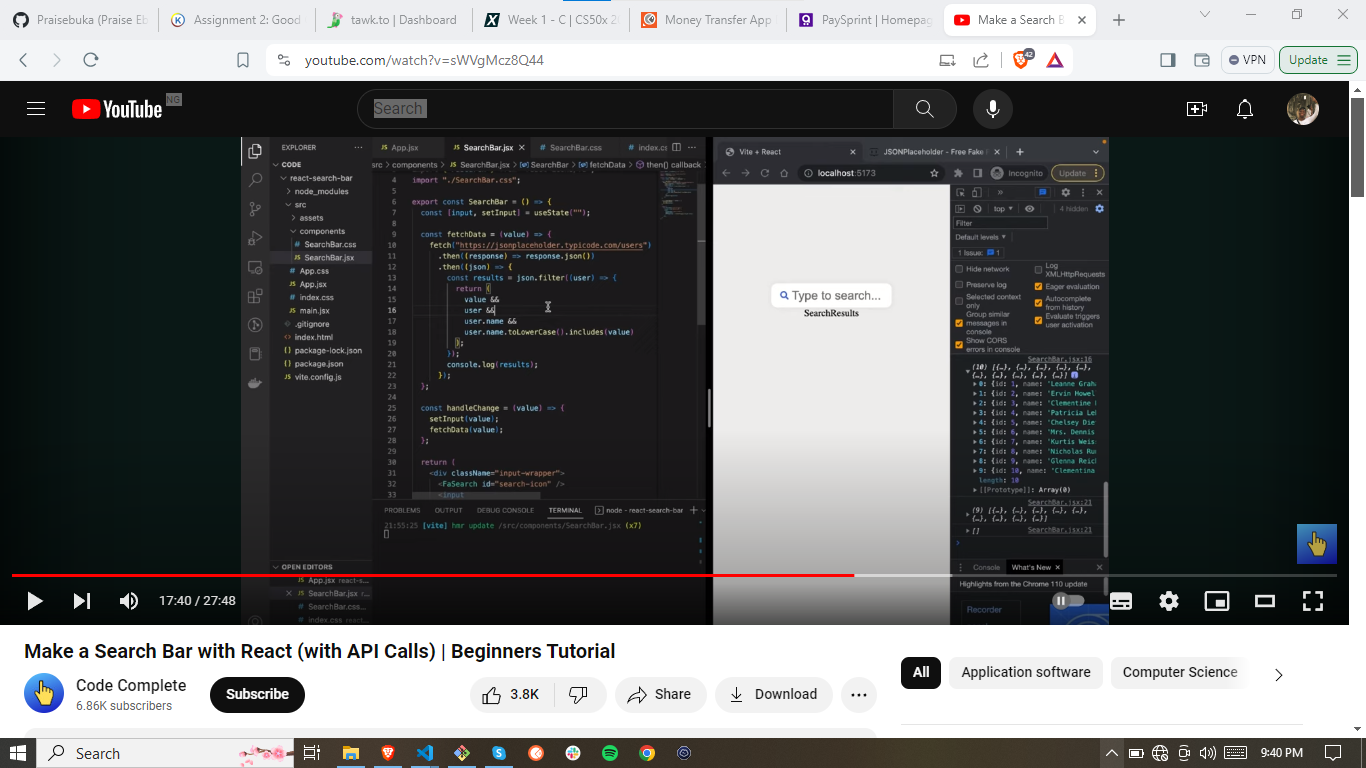 Praisebuka (Praise Eb
Assignment 2: Good
tawk.to | Dashboard
Week 1 - C | CS50x 2
Money Transfer App
PaySprint | Homepag
Make a Search B
youtube.com/watch?v=sWVgMcz8Q44
42
VPN
Update
YouTube NG
Search
EXPLORER
CODE
react-search-bar
node_modules
src
assets
components
SearchBar.css
SearchBar.jsx
App.css
App.jsx
index.css
main.jsx
.gitignore
index.html
package-lock.json
package.json
vite.config.js
OPEN EDITORS
App.jsx react-s...
SearchBar.jsx r...
SearchBar.css...
index.css react...
App.jsx
SearchBar.jsx
SearchBar.css
index.cs
src > components > SearchBar.jsx > SearchBar > fetchData > then() callback
4 import "./SearchBar.css";
5
6 export const SearchBar = () => {
7 const [input, setInput] = useState("");
8
9 const fetchData = (value) => {
10 fetch("https://jsonplaceholder.typicode.com/users")
11 .then((response) => response.json())
12 .then((json) => {
13 const results = json.filter((user) => {
14 return (
15 value &&
16 user &&
17 user.name &&
18 user.name.toLowerCase().includes(value)
19 );
20 });
21 console.log(results);
22 });
23 };
24
25 const handleChange = (value) => {
26 setInput(value);
27 fetchData(value);
28 };
29
30 return (
31 <div className="input-wrapper">
32 <FaSearch id="search-icon" />
33 <input
PROBLEMS OUTPUT DEBUG CONSOLE TERMINAL node - react-search-bar
21:55:25 [vite] hmr update /src/components/SearchBar.jsx (x7)
Vite + React
JSONPlaceholder - Free Fake
localhost:5173
Incognito
Update
Type to search...
SearchResults
top
4 hidden
Filter
Default levels
1 Issue: 1
Hide network
Log XMLHttpRequests
Preserve log
Eager evaluation
Selected context only
Autocomplete from history
Group similar messages in console
Evaluate triggers user activation
Show CORS errors in console
SearchBar.jsx:16
(10) [{…}, {…}, {…}, {…}, {…},
{…}, {…}, {…}, {…}, {…}]
0: {id: 1, name: 'Leanne Grah
1: {id: 2, name: 'Ervin Howel
2: {id: 3, name: 'Clementine
3: {id: 4, name: 'Patricia Le
4: {id: 5, name: 'Chelsey Die
5: {id: 6, name: 'Mrs. Dennis
6: {id: 7, name: 'Kurtis Weis
7: {id: 8, name: 'Nicholas Ru
8: {id: 9, name: 'Glenna Reic
9: {id: 10, name: 'Clementina
length: 10
[[Prototype]]: Array(0)
SearchBar.jsx:21
(9) [{…}, {…}, {…}, {…}, {…},
{…}, {…}, {…}, {…}]
[] SearchBar.jsx:21
Console What's New
Highlights from the Chrome 110 update
Recorder
17:40 / 27:48
Make a Search Bar with React (with API Calls) | Beginners Tutorial
Code Complete
6.86K subscribers
Subscribe
3.8K
Share
Download
All
Application software
Computer Science
Search
9:40 PM